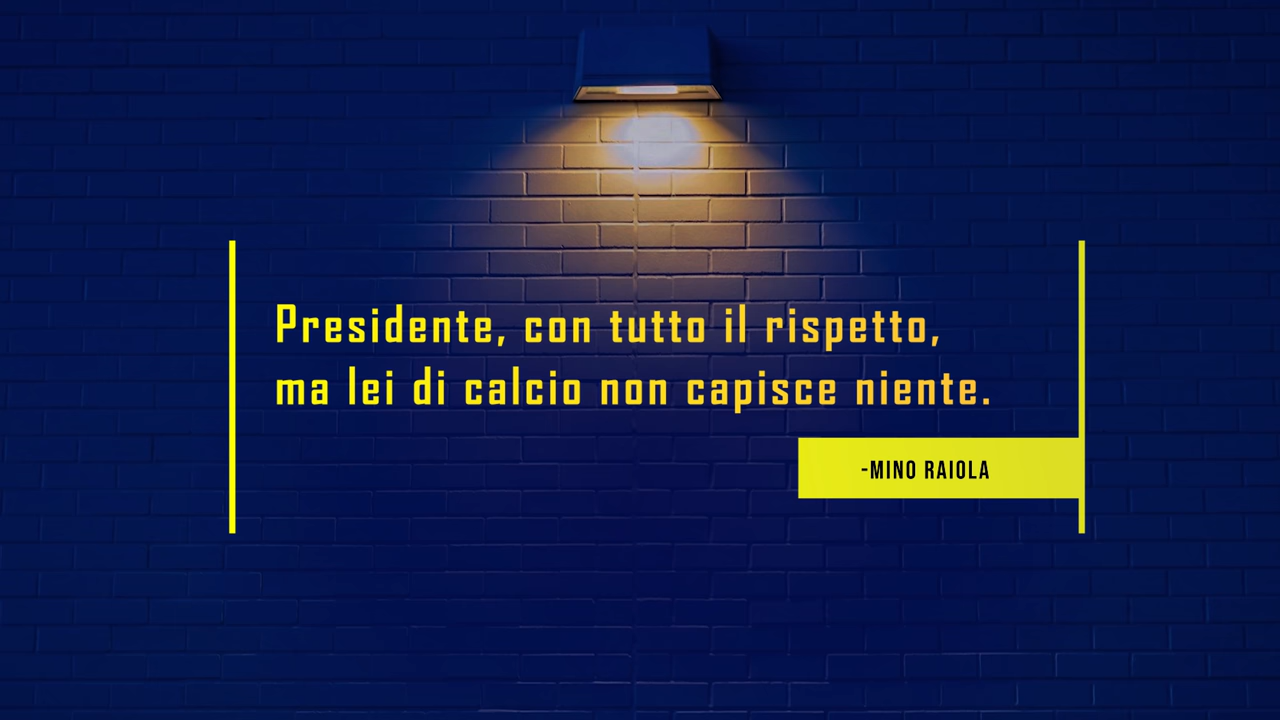 Presidente, con tutto il rispetto,
ma lei di calcio non capisce niente.
-MINO RAIOLA